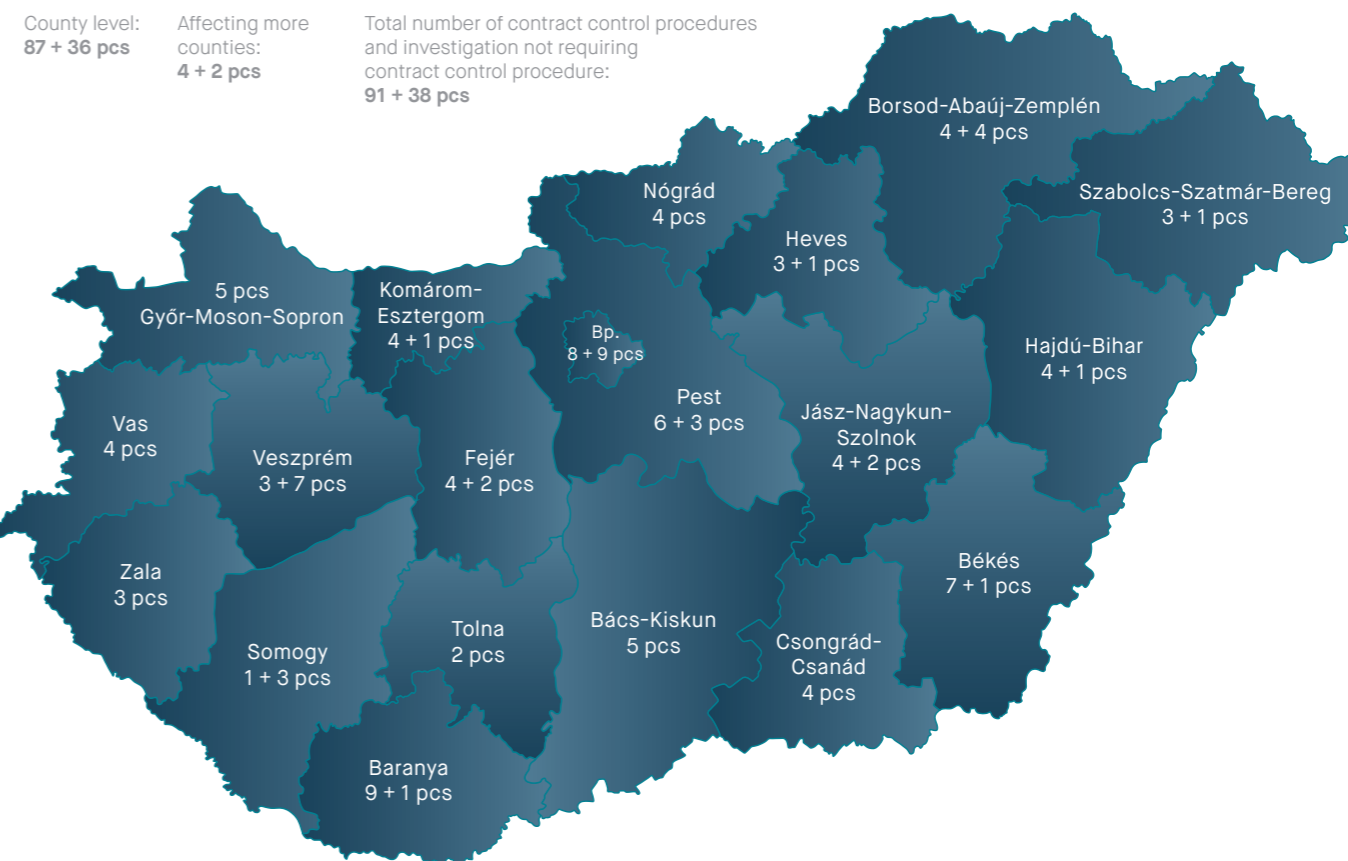 County level:
87 + 36 pcs
Affecting more
counties:
4 + 2 pcs
Total number of contract control procedures
and investigation not requiring
contract control procedure:
91 + 38 pcs
Borsod-Abaúj-Zemplén
4 + 4 pcs
Szabolcs-Szatmár-Bereg
3 + 1 pcs
Nógrád
4 pcs
Heves
3 + 1 pcs
5 pcs
Győr-Moson-Sopron
Komárom-
Esztergom
4 + 1 pcs
Bp.
8 + 9 pcs
Pest
6 + 3 pcs
Hajdú-Bihar
4 + 1 pcs
Jász-Nagykun-
Szolnok
4 + 2 pcs
Vas
4 pcs
Veszprém
3 + 7 pcs
Fejér
4 + 2 pcs
Zala
3 pcs
Békés
7 + 1 pcs
Somogy
1 + 3 pcs
Tolna
2 pcs
Bács-Kiskun
5 pcs
Csongrád-
Csanád
4 pcs
Baranya
9 + 1 pcs